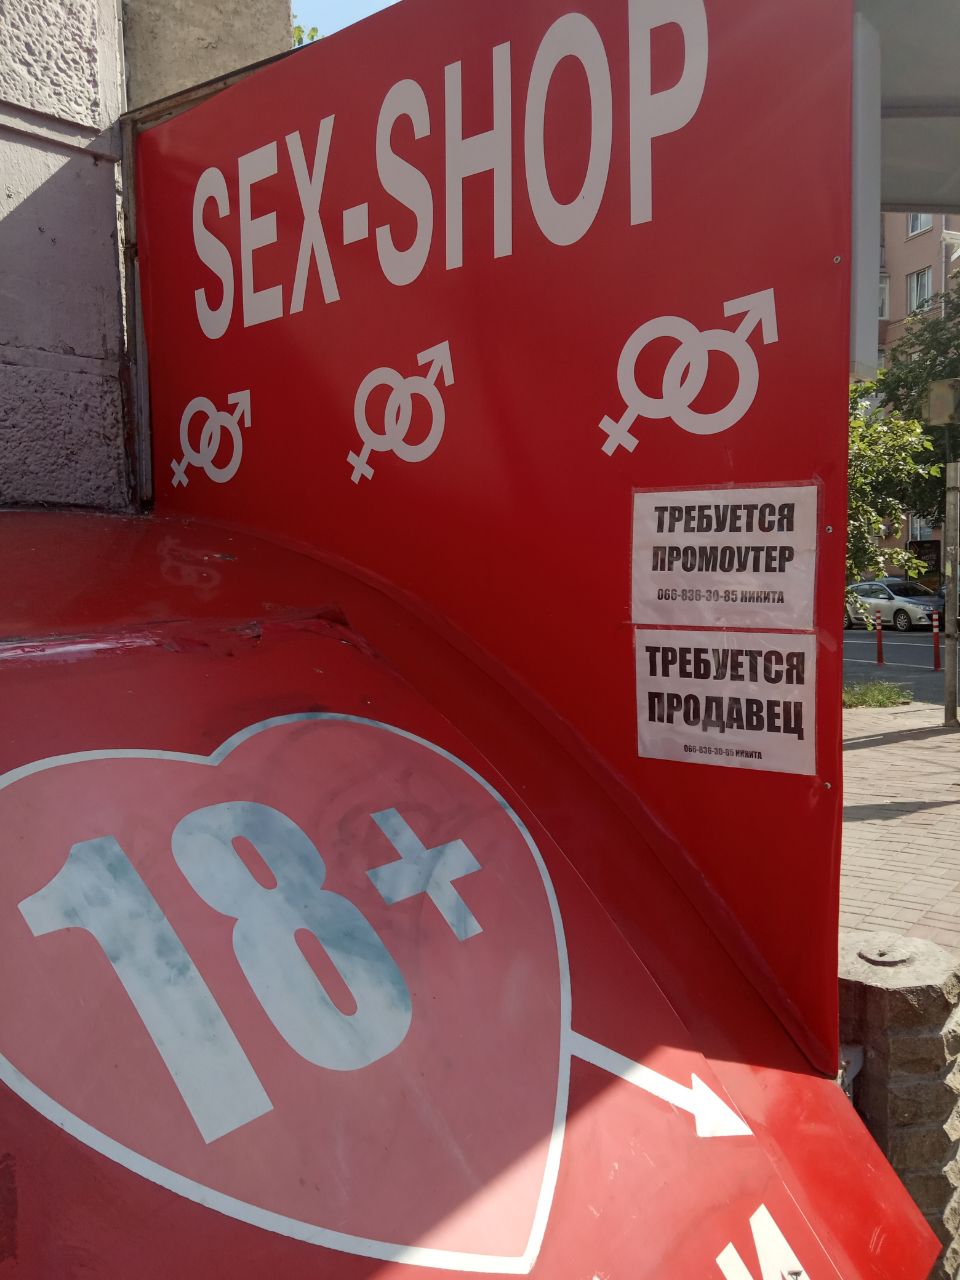 SEX-SHOP
ТРЕБУЕТСЯ
ПРОМОУТЕР
066-836-30-85 НИКИТА
ТРЕБУЕТСЯ
ПРОДАВЕЦ
066-836-30-85 НИКИТА
18+